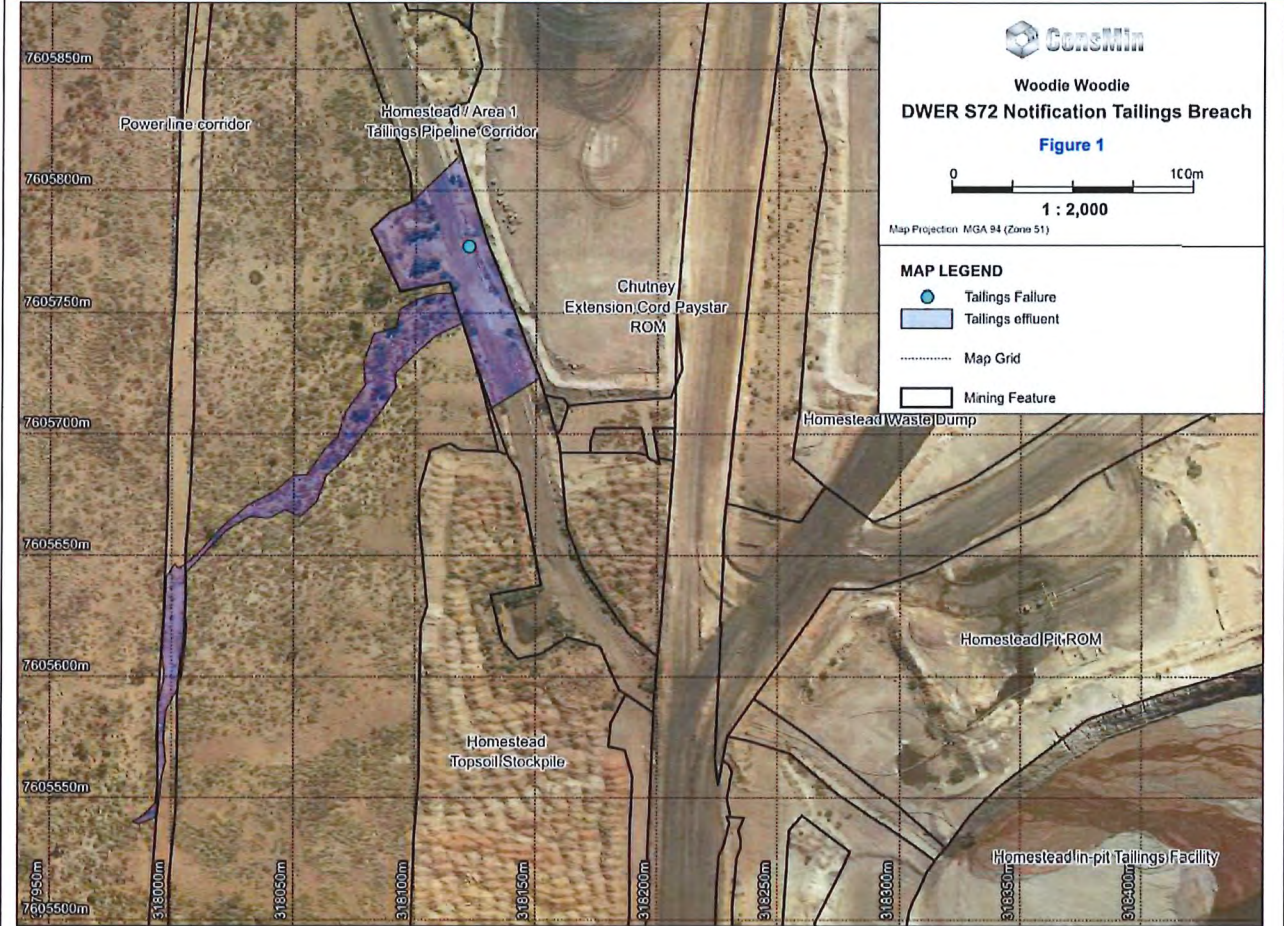 ConsMin
Woodie Woodie
DWER S72 Notification Tailings Breach
Figure 1
0 100m
1 : 2,000
Map Projection MGA 94 (Zone 51)
MAP LEGEND
Tailings Failure
Tailings effluent
Map Grid
Mining Feature
7605850m
Power line corridor
Homestead / Area 1
Tailings Pipeline Corridor
7605800m
7605750m
Chutney
Extension,Cord Paystar
ROM
7605700m
Homestead Waste Dump
7605650m
Homestead Pit ROM
7605600m
Homestead
Topsoil Stockpile
7605550m
Homestead in-pit Tailings Facility
7605500m
318000m
318050m
318100m
318150m
318200m
318250m
318300m
318350m
318400m